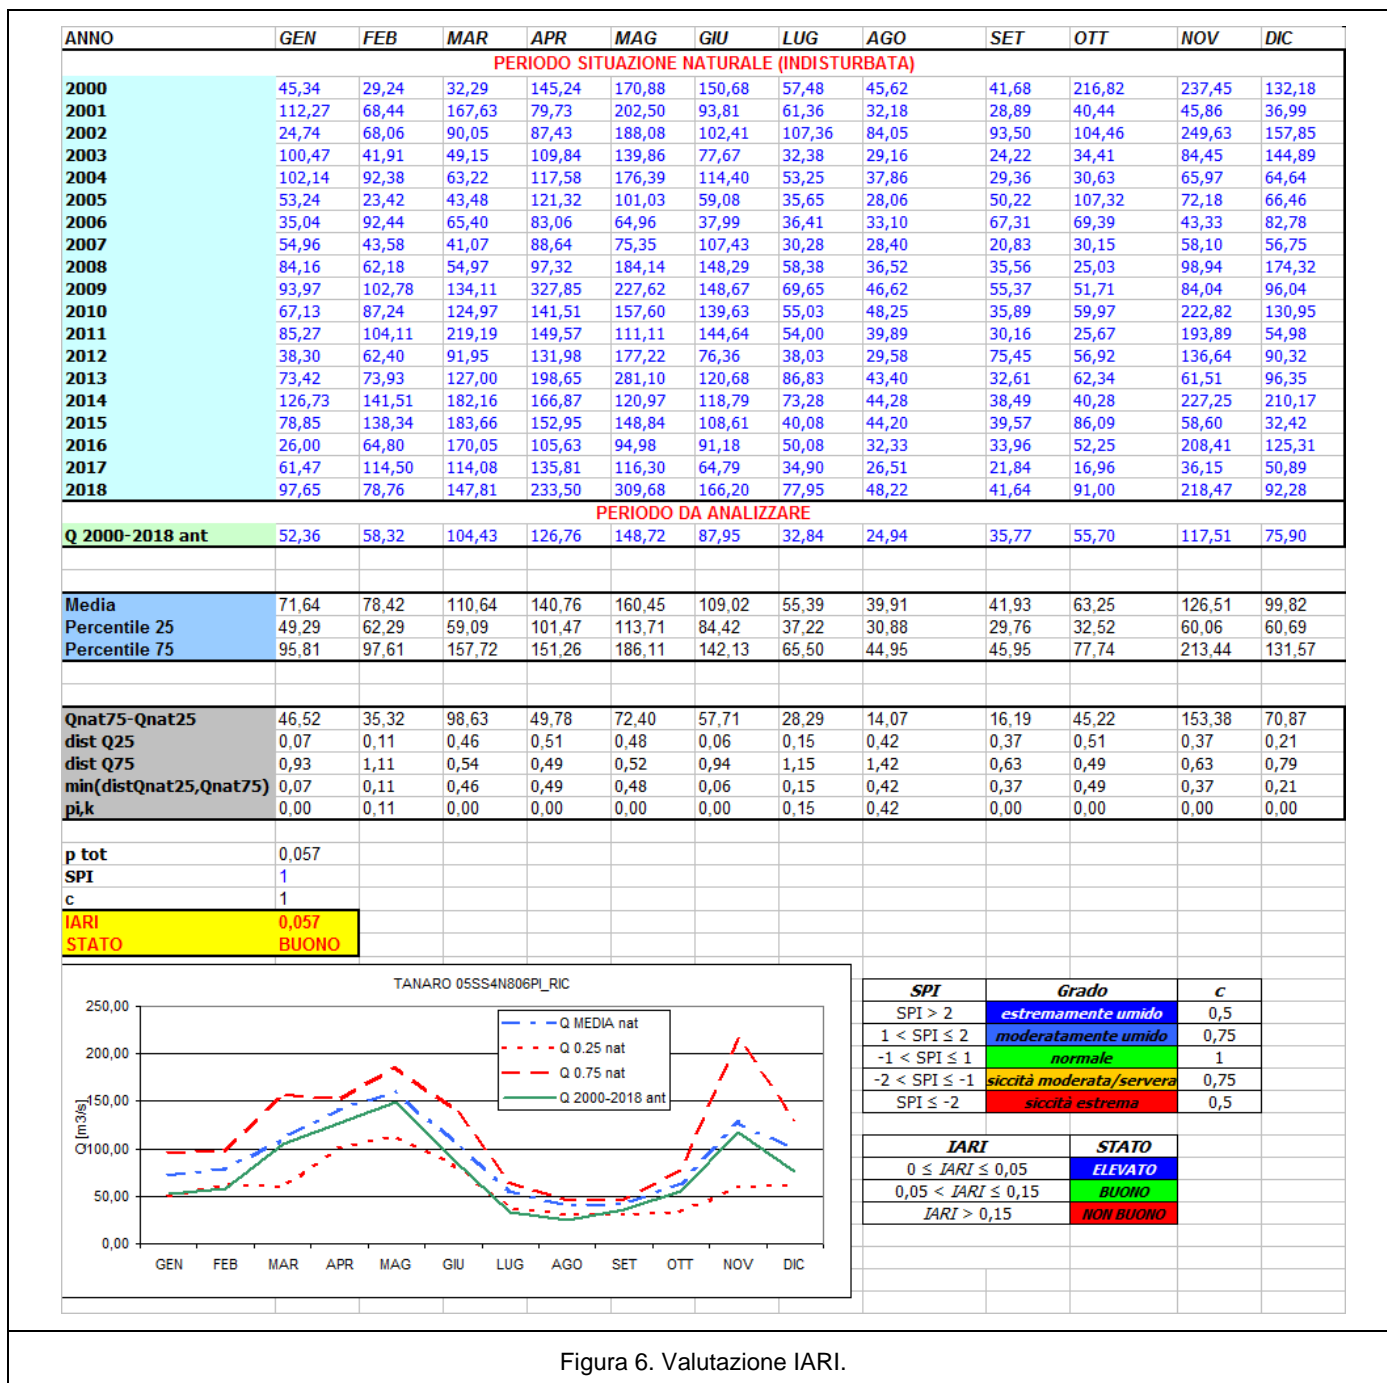 ANNO GEN FEB MAR APR MAG GIU LUG AGO SET OTT NOV DIC
PERIODO SITUAZIONE NATURALE (INDISTURBATA)
2000 45,34 29,24 32,29 145,24 170,88 150,68 57,48 45,62 41,68 216,82 237,45 132,18
2001 112,27 68,44 167,63 79,73 202,50 93,81 61,36 32,18 28,89 40,44 45,86 36,99
2002 24,74 68,06 90,05 87,43 188,08 102,41 107,36 84,05 93,50 104,46 249,63 157,85
2003 100,47 41,91 49,15 109,84 139,86 77,67 32,38 29,16 24,22 34,41 84,45 144,89
2004 102,14 92,38 63,22 117,58 176,39 114,40 53,25 37,86 29,36 30,63 65,97 64,64
2005 53,24 23,42 43,48 121,32 101,03 59,08 35,65 28,06 50,22 107,32 72,18 66,46
2006 35,04 92,44 65,40 83,06 64,96 37,99 36,41 33,10 67,31 69,39 43,33 82,78
2007 54,96 43,58 41,07 88,64 75,35 107,43 30,28 28,40 20,83 30,15 58,10 56,75
2008 84,16 62,18 54,97 97,32 184,14 148,29 58,38 36,52 35,56 25,03 98,94 174,32
2009 93,97 102,78 134,11 327,85 227,62 148,67 69,65 46,62 55,37 51,71 84,04 96,04
2010 67,13 87,24 124,97 141,51 157,60 139,63 55,03 48,25 35,89 59,97 222,82 130,95
2011 85,27 104,11 219,19 149,57 111,11 144,64 54,00 39,89 30,16 25,67 193,89 54,98
2012 38,30 62,40 91,95 131,98 177,22 76,36 38,03 29,58 75,45 56,92 136,64 90,32
2013 73,42 73,93 127,00 198,65 281,10 120,68 86,83 43,40 32,61 62,34 61,51 96,35
2014 126,73 141,51 182,16 166,87 120,97 118,79 73,28 44,28 38,49 40,28 227,25 210,17
2015 78,85 138,34 183,66 152,95 148,84 108,61 40,08 44,20 39,57 86,09 58,60 32,42
2016 26,00 64,80 170,05 105,63 94,98 91,18 50,08 32,33 33,96 52,25 208,41 125,31
2017 61,47 114,50 114,08 135,81 116,30 64,79 34,90 26,51 21,84 16,96 36,15 50,89
2018 97,65 78,76 147,81 233,50 309,68 166,20 77,95 48,22 41,64 91,00 218,47 92,28
PERIODO DA ANALIZZARE
Q 2000-2018 ant 52,36 58,32 104,43 126,76 148,72 87,95 32,84 24,94 35,77 55,70 117,51 75,90
Media 71,64 78,42 110,64 140,76 160,45 109,02 55,39 39,91 41,93 63,25 126,51 99,82
Percentile 25 49,29 62,29 59,09 101,47 113,71 84,42 37,22 30,88 29,76 32,52 60,06 60,69
Percentile 75 95,81 97,61 157,72 151,26 186,11 142,13 65,50 44,95 45,95 77,74 213,44 131,57
Qnat75-Qnat25 46,52 35,32 98,63 49,78 72,40 57,71 28,29 14,07 16,19 45,22 153,38 70,87
dist Q25 0,07 0,11 0,46 0,51 0,48 0,06 0,15 0,42 0,37 0,51 0,37 0,21
dist Q75 0,93 1,11 0,54 0,49 0,52 0,94 1,15 1,42 0,63 0,49 0,63 0,79
min(distQnat25,Qnat75) 0,07 0,11 0,46 0,49 0,48 0,06 0,15 0,42 0,37 0,49 0,37 0,21
pi,k 0,00 0,11 0,00 0,00 0,00 0,00 0,15 0,42 0,00 0,00 0,00 0,00
p tot 0,057
SPI 1
c 1
IARI 0,057
STATO BUONO
TANARO 05SS4N806PI_RIC
Q [m3/s]
250,00
200,00
150,00
100,00
50,00
0,00
GEN FEB MAR APR MAG GIU LUG AGO SET OTT NOV DIC
Q MEDIA nat
Q 0.25 nat
Q 0.75 nat
Q 2000-2018 ant
SPI Grado c
SPI > 2 estremamente umido 0,5
1 < SPI ≤ 2 moderatamente umido 0,75
-1 < SPI ≤ 1 normale 1
-2 < SPI ≤ -1 siccità moderata/servera 0,75
SPI ≤ -2 siccità estrema 0,5
IARI STATO
0 ≤ IARI ≤ 0,05 ELEVATO
0,05 < IARI ≤ 0,15 BUONO
IARI > 0,15 NON BUONO
Figura 6. Valutazione IARI.